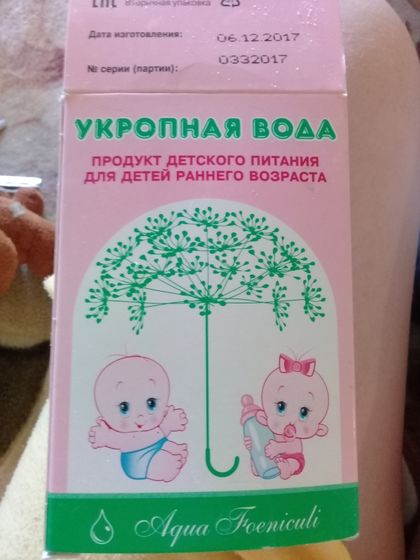 Вторичная упаковка
Дата изготовления: 06.12.2017
№ серии (партии): 0332017
УКРОПНАЯ ВОДА
ПРОДУКТ ДЕТСКОГО ПИТАНИЯ
ДЛЯ ДЕТЕЙ РАННЕГО ВОЗРАСТА
Aqua Foeniculi